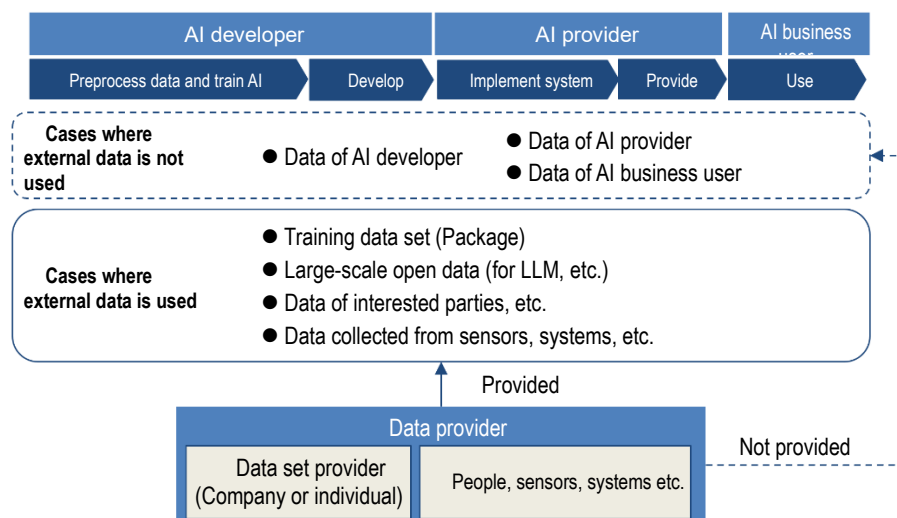 AI developer
AI provider
AI business
user
Preprocess data and train AI
Develop
Implement system
Provide
Use
Cases where
external data is not
used
● Data of AI developer
● Data of AI provider
● Data of AI business user
Cases where
external data is used
● Training data set (Package)
● Large-scale open data (for LLM, etc.)
● Data of interested parties, etc.
● Data collected from sensors, systems, etc.
Provided
Data provider
Data set provider
(Company or individual)
People, sensors, systems etc.
Not provided